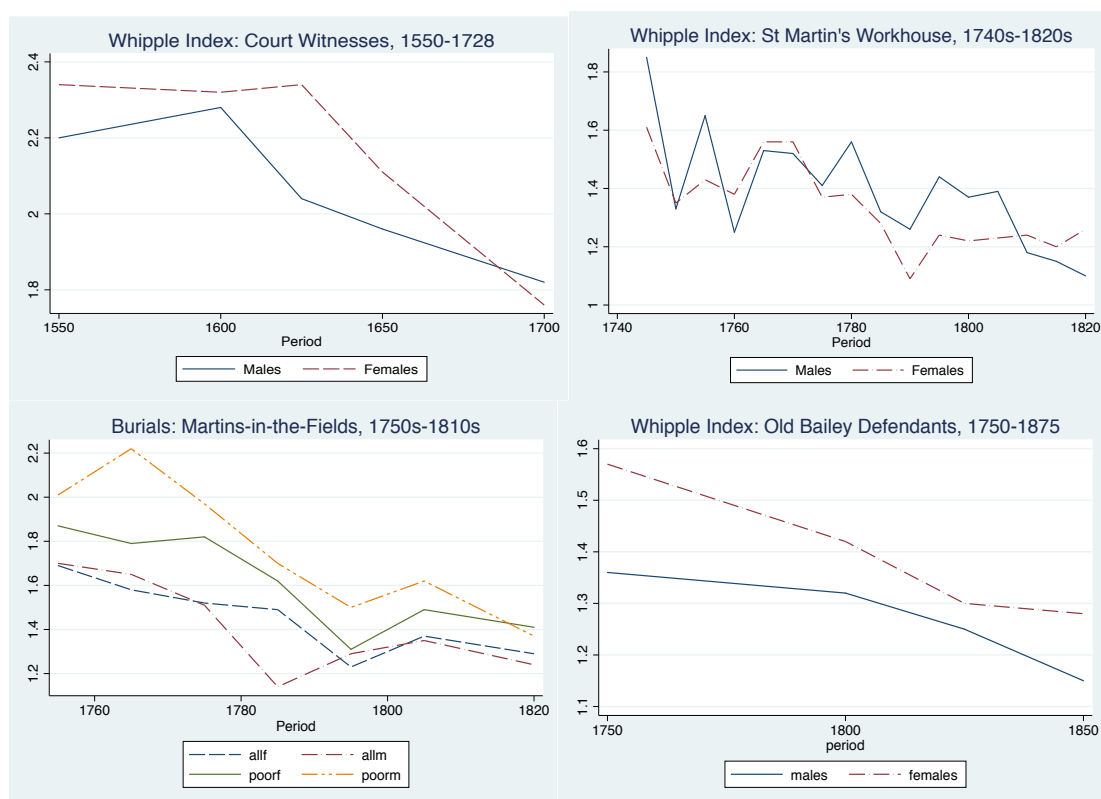 Whipple Index: Court Witnesses, 1550-1728
2.4
2.2
2
1.8
1550 1600 1650 1700
Period
Males Females
Whipple Index: St Martin's Workhouse, 1740s-1820s
1.8
1.6
1.4
1.2
1
1740 1760 1780 1800 1820
Period
Males Females
Burials: Martins-in-the-Fields, 1750s-1810s
2.2
2
1.8
1.6
1.4
1.2
1760 1780 1800 1820
Period
allf allm
poorf poorm
Whipple Index: Old Bailey Defendants, 1750-1875
1.6
1.5
1.4
1.3
1.2
1.1
1750 1800 1850
period
males females